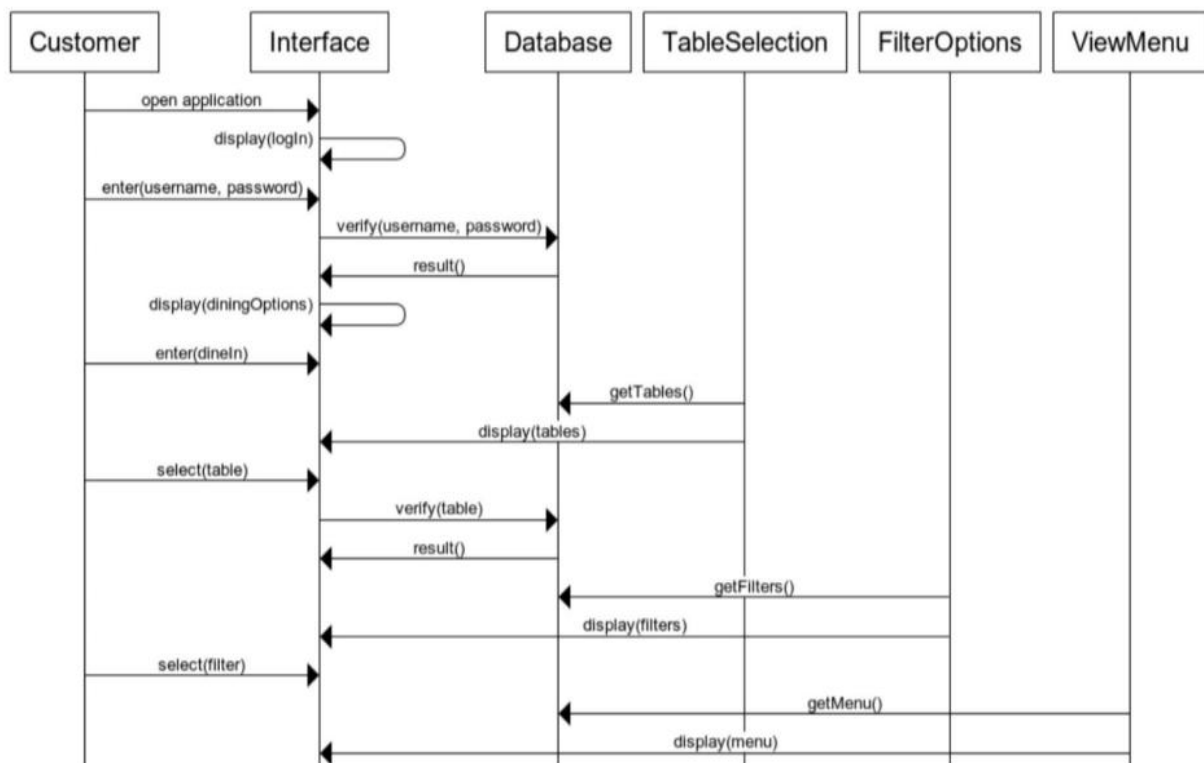 Customer
Interface
Database
TableSelection
FilterOptions
ViewMenu
open application
display(logIn)
enter(username, password)
verify(username, password)
result()
display(diningOptions)
enter(dineIn)
getTables()
display(tables)
select(table)
verify(table)
result()
getFilters()
display(filters)
select(filter)
getMenu()
display(menu)